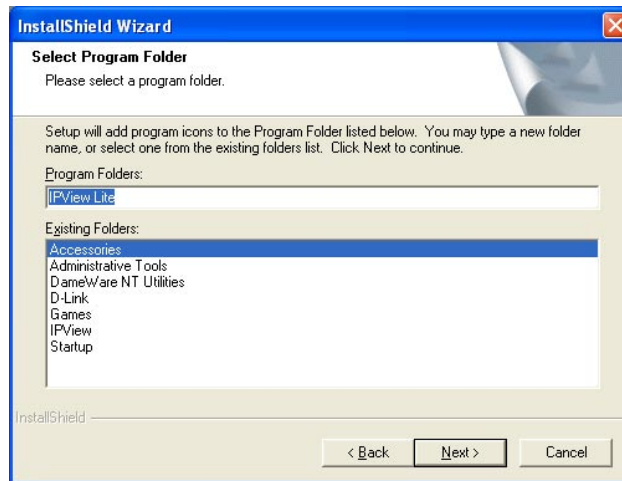 InstallShield Wizard
Select Program Folder
Please select a program folder.
Setup will add program icons to the Program Folder listed below. You may type a new folder
name, or select one from the existing folders list. Click Next to continue.
Program Folders:
IPView Lite
Existing Folders:
Accessories
Administrative Tools
DameWare NT Utilities
D-Link
Games
IPView
Startup
InstallShield
< Back Next > Cancel